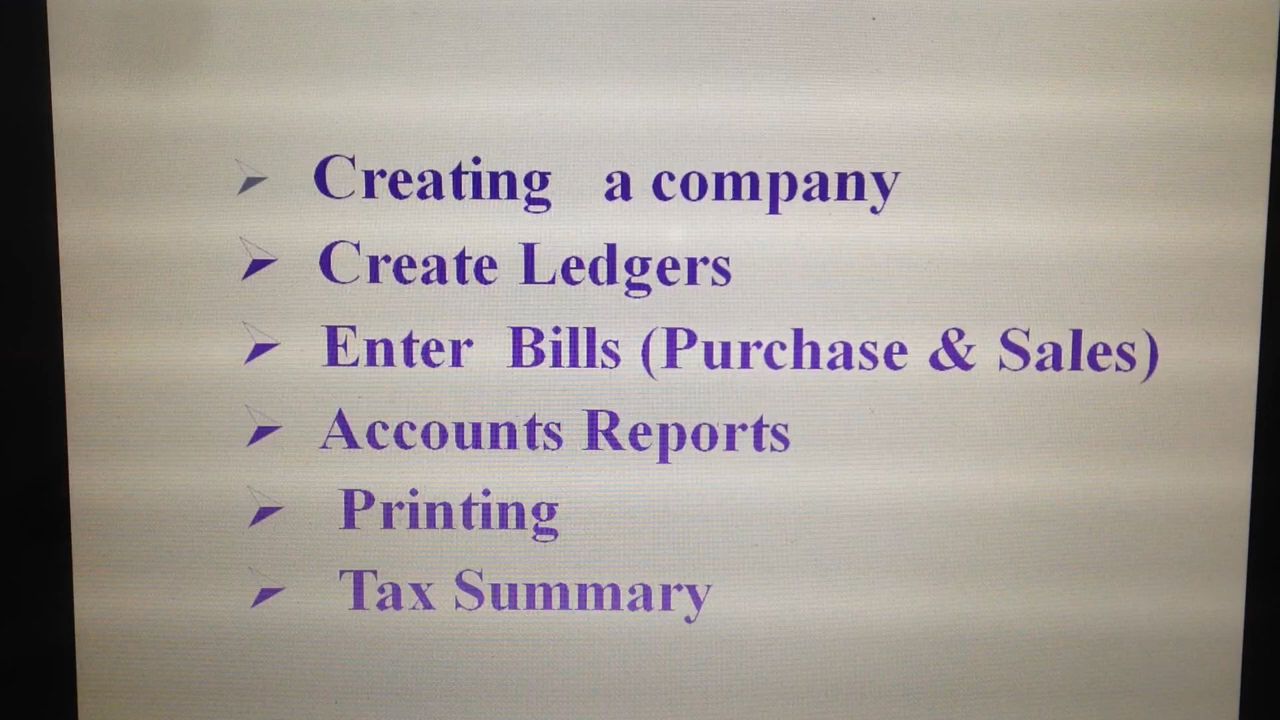 Creating a company
Create Ledgers
Enter Bills (Purchase & Sales)
Accounts Reports
Printing
Tax Summary